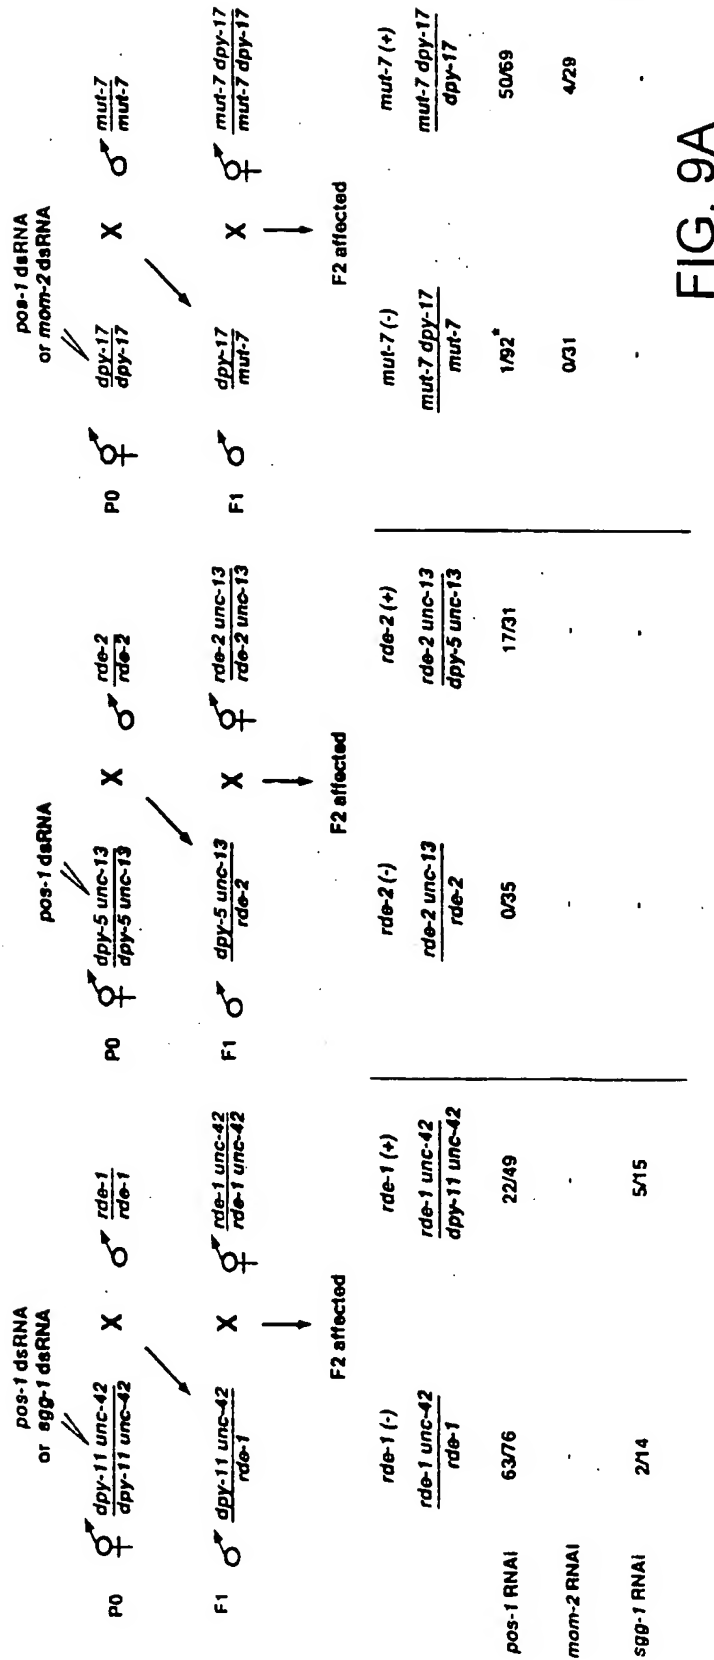 pos-1 dsRNA
or sgg-1 dsRNA
P0
dpy-11 unc-42
dpy-11 unc-42
X
rde-1
rde-1
F1
dpy-11 unc-42
rde-1
X
rde-1 unc-42
rde-1 unc-42
F2 affected
rde-1 (-)
rde-1 (+)
rde-1 unc-42
rde-1
rde-1 unc-42
dpy-11 unc-42
pos-1 RNAi
63/76
22/49
mom-2 RNAi
-
-
sgg-1 RNAi
2/14
5/15
pos-1 dsRNA
P0
dpy-5 unc-13
dpy-5 unc-13
X
rde-2
rde-2
F1
dpy-5 unc-13
rde-2
X
rde-2 unc-13
rde-2 unc-13
F2 affected
rde-2 (-)
rde-2 (+)
rde-2 unc-13
rde-2
rde-2 unc-13
dpy-5 unc-13
0/35
17/31
-
-
-
-
pos-1 dsRNA
or mom-2 dsRNA
P0
dpy-17
dpy-17
X
mut-7
mut-7
F1
dpy-17
mut-7
X
mut-7 dpy-17
mut-7 dpy-17
F2 affected
mut-7 (-)
mut-7 (+)
mut-7 dpy-17
mut-7
mut-7 dpy-17
dpy-17
1/92*
50/69
0/31
4/29
-
-
FIG. 9A